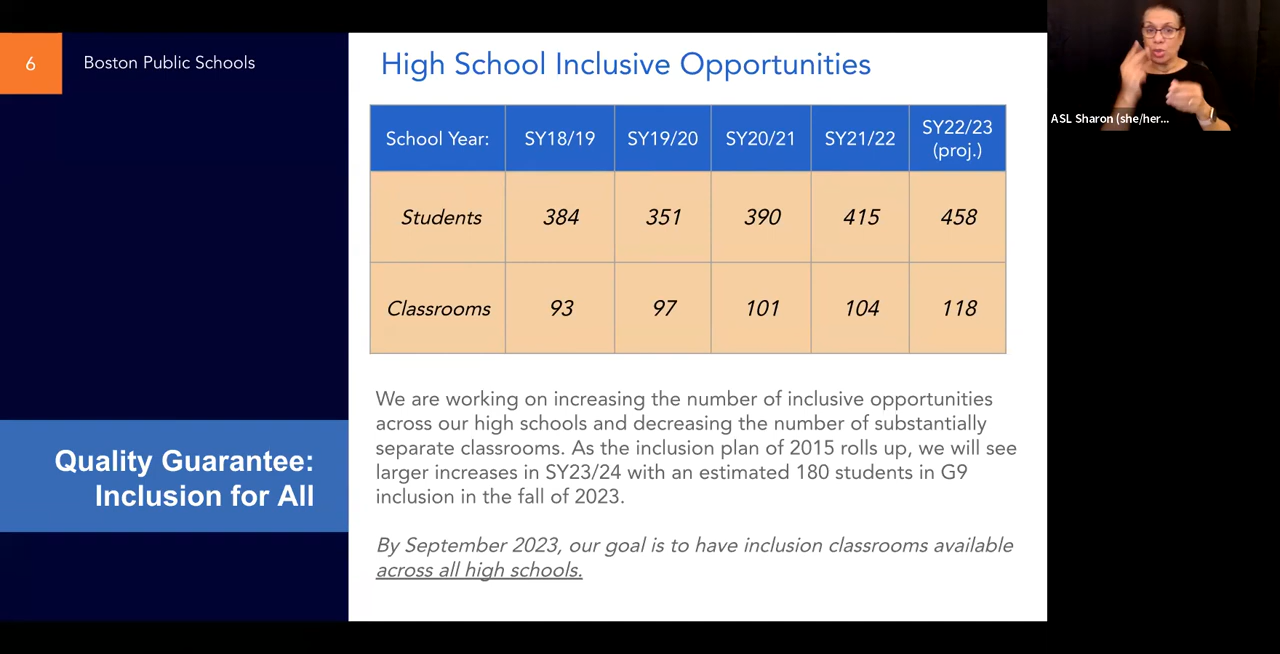 6
Boston Public Schools
High School Inclusive Opportunities
School Year: SY18/19 SY19/20 SY20/21 SY21/22 SY22/23 (proj.)
Students 384 351 390 415 458
Classrooms 93 97 101 104 118
We are working on increasing the number of inclusive opportunities
across our high schools and decreasing the number of substantially
separate classrooms. As the inclusion plan of 2015 rolls up, we will see
larger increases in SY23/24 with an estimated 180 students in G9
inclusion in the fall of 2023.
By September 2023, our goal is to have inclusion classrooms available
across all high schools.
Quality Guarantee:
Inclusion for All
ASL Sharon (she/her...